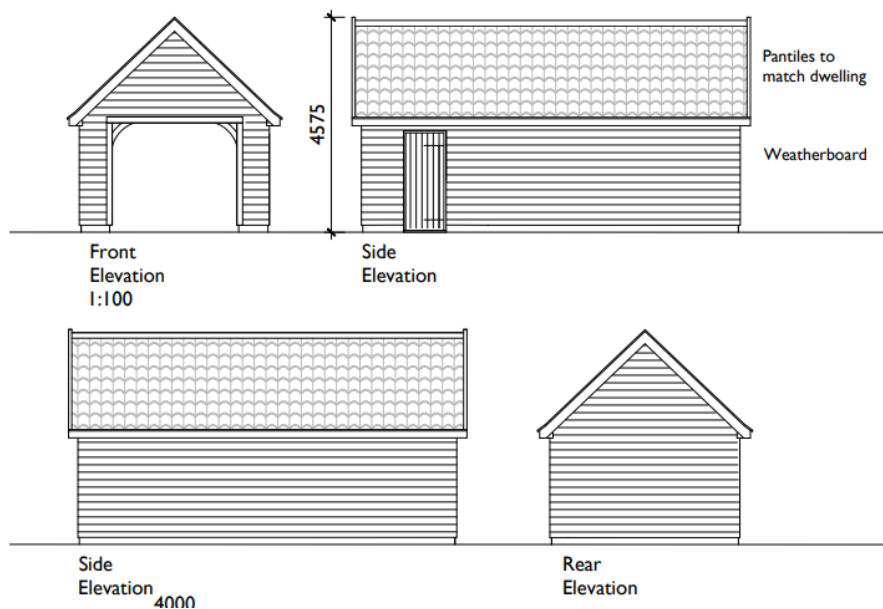 4575
Pantiles to
match dwelling
Weatherboard
Front
Elevation
1:100
Side
Elevation
Side
Elevation
4000
Rear
Elevation